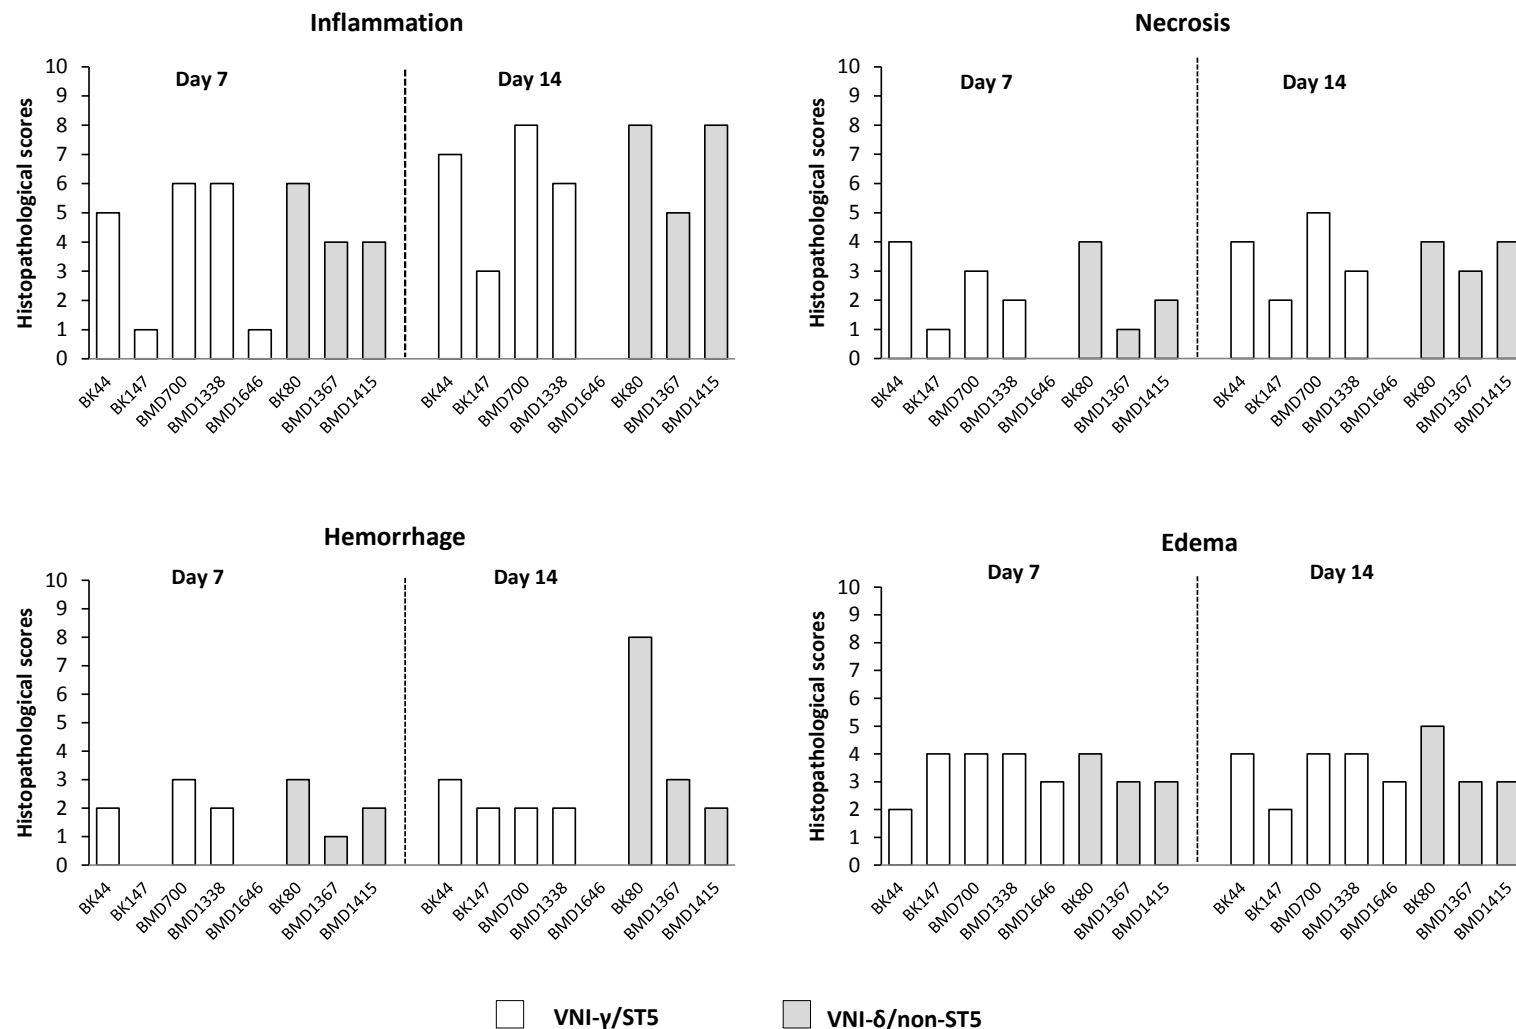 Inflammation
Histopathological scores
10
9
8
7
6
5
4
3
2
1
0
Day 7
Day 14
BK44
BK147
BMD700
BMD1338
BMD1646
BK80
BMD1367
BMD1415
BK44
BK147
BMD700
BMD1338
BMD1646
BK80
BMD1367
BMD1415
Necrosis
Histopathological scores
10
9
8
7
6
5
4
3
2
1
0
Day 7
Day 14
BK44
BK147
BMD700
BMD1338
BMD1646
BK80
BMD1367
BMD1415
BK44
BK147
BMD700
BMD1338
BMD1646
BK80
BMD1367
BMD1415
Hemorrhage
Histopathological scores
10
9
8
7
6
5
4
3
2
1
0
Day 7
Day 14
BK44
BK147
BMD700
BMD1338
BMD1646
BK80
BMD1367
BMD1415
BK44
BK147
BMD700
BMD1338
BMD1646
BK80
BMD1367
BMD1415
Edema
Histopathological scores
10
9
8
7
6
5
4
3
2
1
0
Day 7
Day 14
BK44
BK147
BMD700
BMD1338
BMD1646
BK80
BMD1367
BMD1415
BK44
BK147
BMD700
BMD1338
BMD1646
BK80
BMD1367
BMD1415
VNI-γ/ST5
VNI-δ/non-ST5